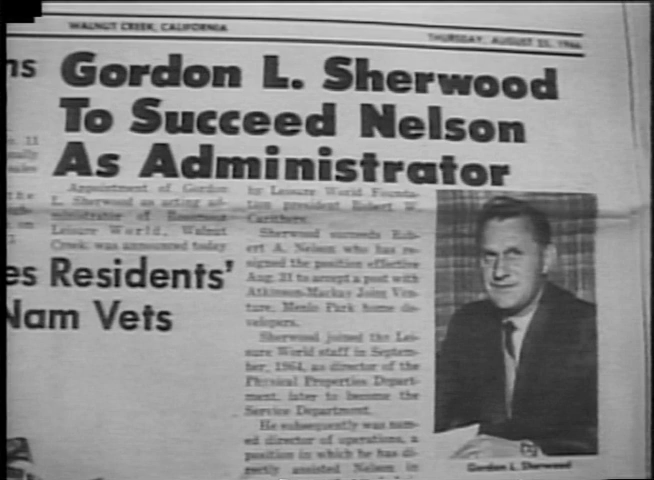 WALNUT CREEK, CALIFORNIA
THURSDAY, AUGUST 25, 1966
ns
Gordon L. Sherwood
To Succeed Nelson
As Administrator
Appointment of Gordon
L. Sherwood as acting ad-
ministrator of Rossmoor
Leisure World, Walnut
Creek was announced today
by Leisure World Founda-
tion president Robert W.
Carithers.
Sherwood succeeds Rob-
ert A. Nelson who has re-
signed the position effective
Aug. 31 to accept a post with
Atkinson-Mackay Joint Ven-
ture, Menlo Park home de-
velopers.
Sherwood joined the Lei-
sure World staff in Septem-
ber, 1964, as director of the
Physical Properties Depart-
ment, later to become the
Service Department.
He subsequently was nam-
ed director of operations, a
position in which he has di-
rectly assisted Nelson in
es Residents'
Nam Vets
Gordon L. Sherwood